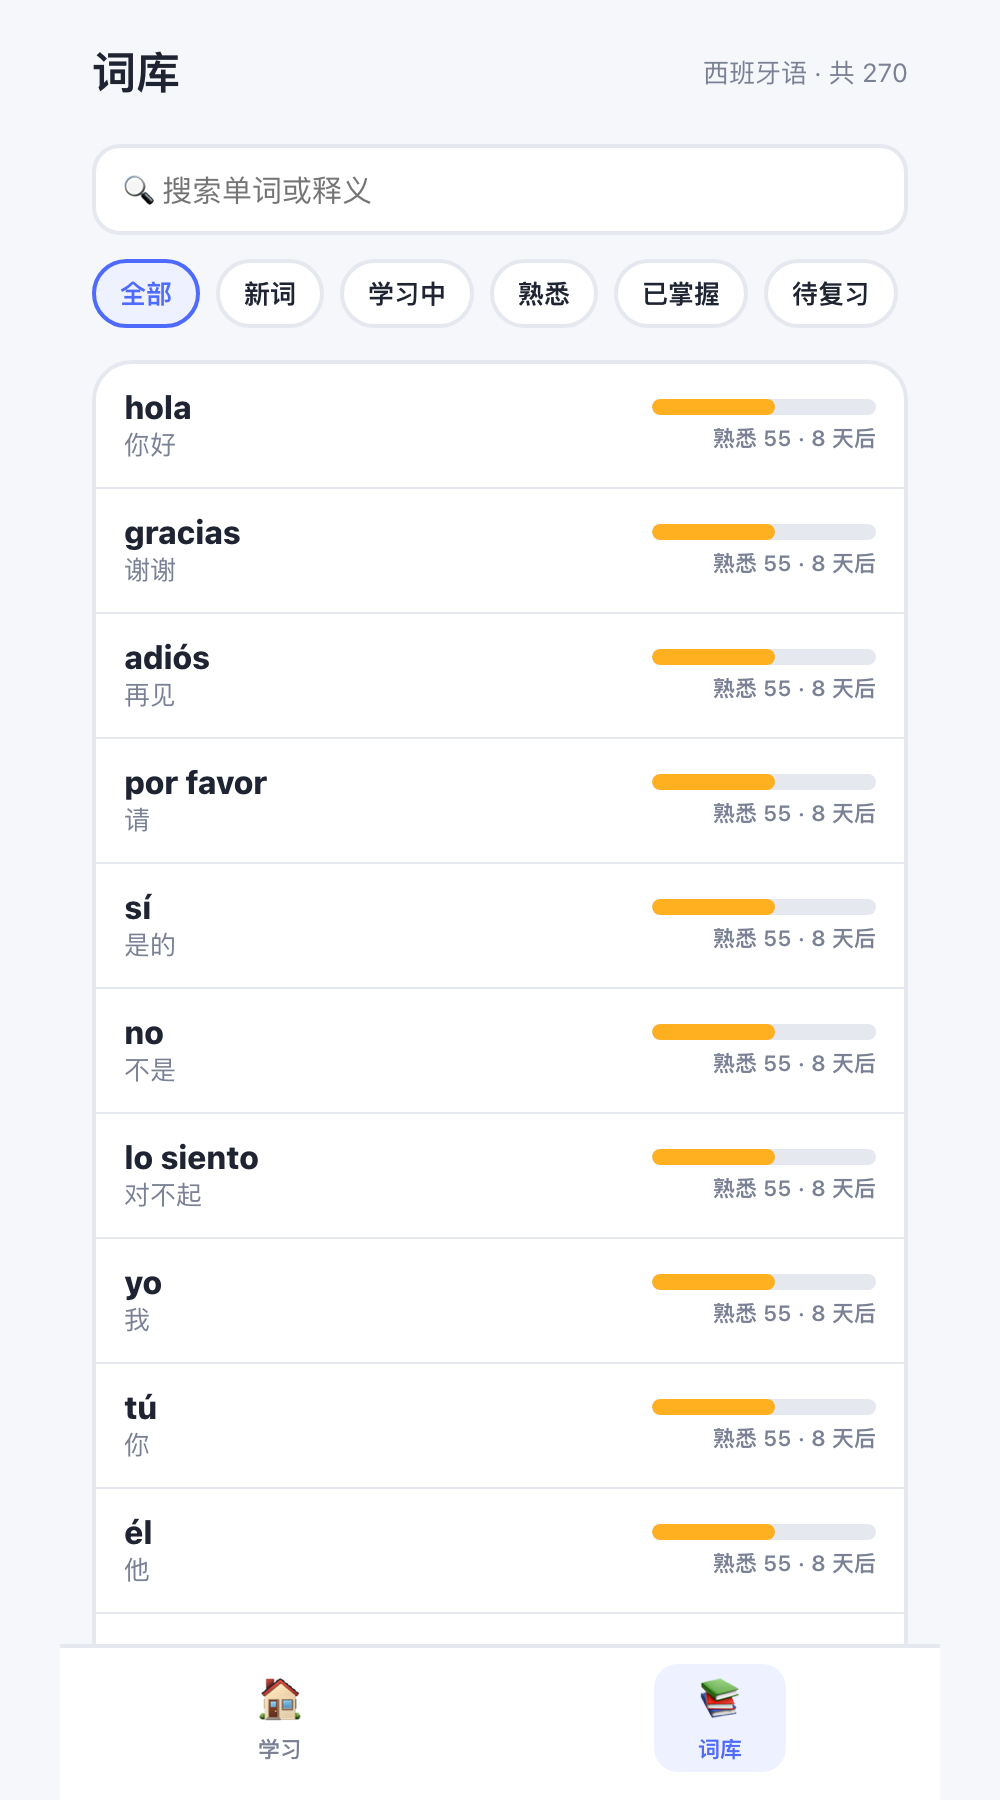 词库
西班牙语 · 共 270
搜索单词或释义
全部 新词 学习中 熟悉 已掌握 待复习
hola
你好
熟悉 55 · 8 天后
gracias
谢谢
熟悉 55 · 8 天后
adiós
再见
熟悉 55 · 8 天后
por favor
请
熟悉 55 · 8 天后
sí
是的
熟悉 55 · 8 天后
no
不是
熟悉 55 · 8 天后
lo siento
对不起
熟悉 55 · 8 天后
yo
我
熟悉 55 · 8 天后
tú
你
熟悉 55 · 8 天后
él
他
熟悉 55 · 8 天后
学习 词库